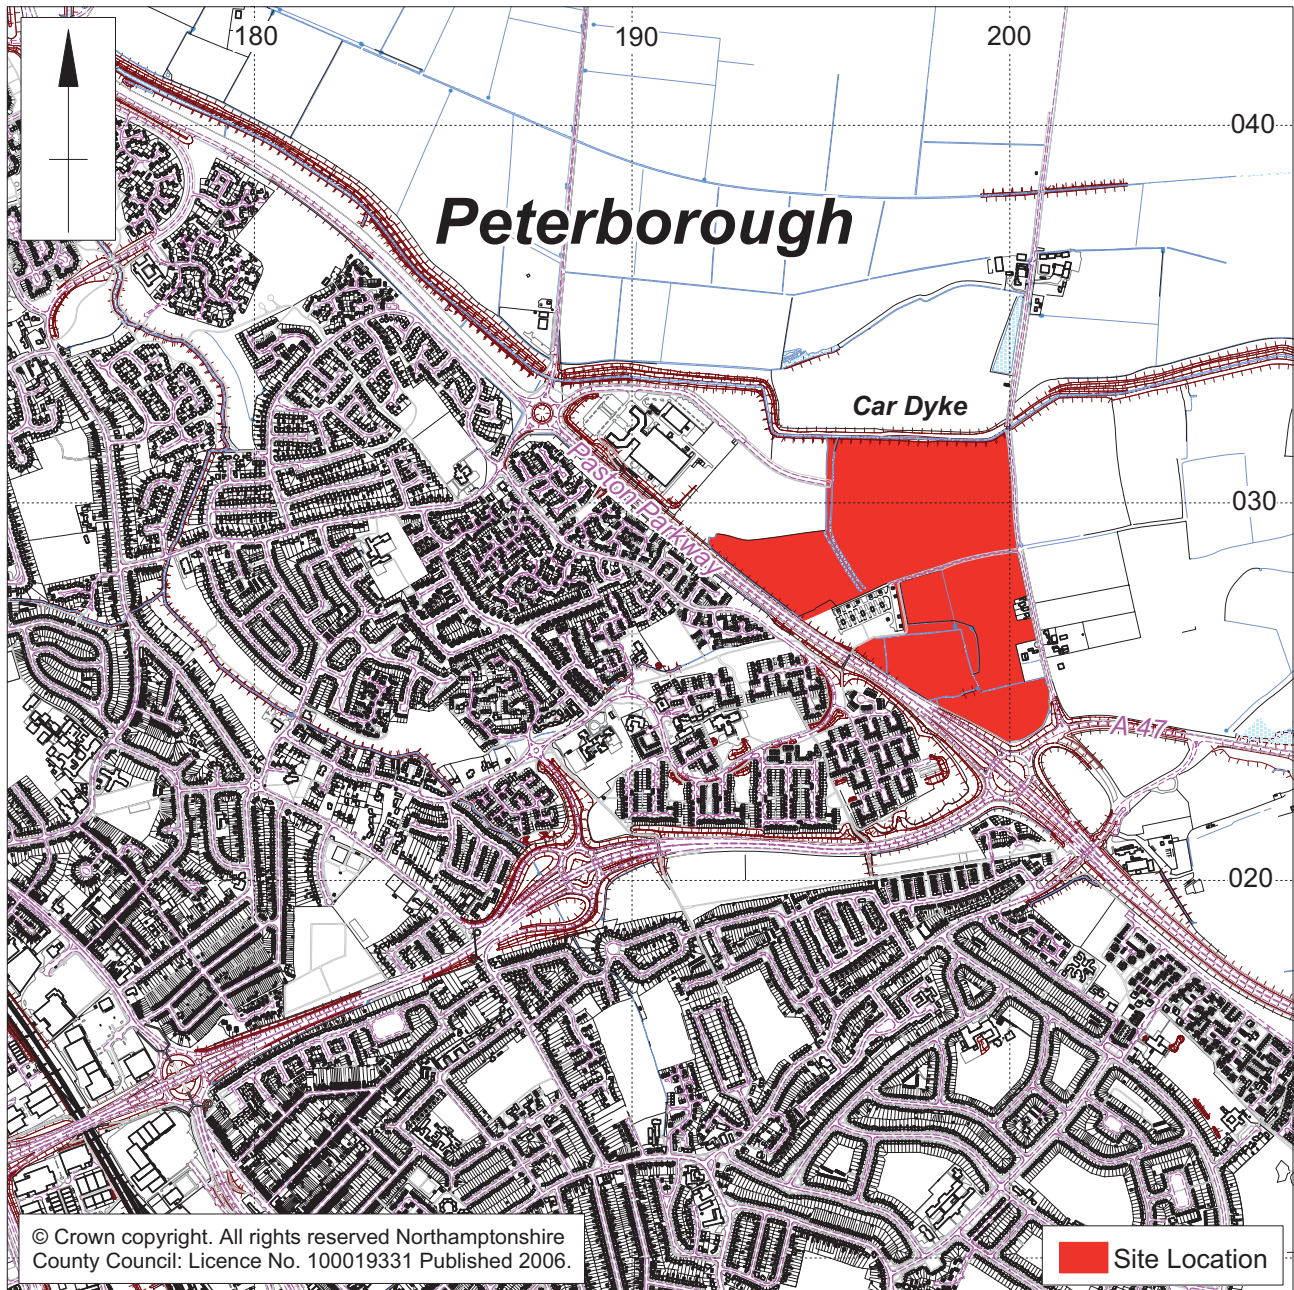 180
190
200
040
Peterborough
Car Dyke
Paston Parkway
030
A 47
020
© Crown copyright. All rights reserved Northamptonshire
County Council: Licence No. 100019331 Published 2006.
Site Location